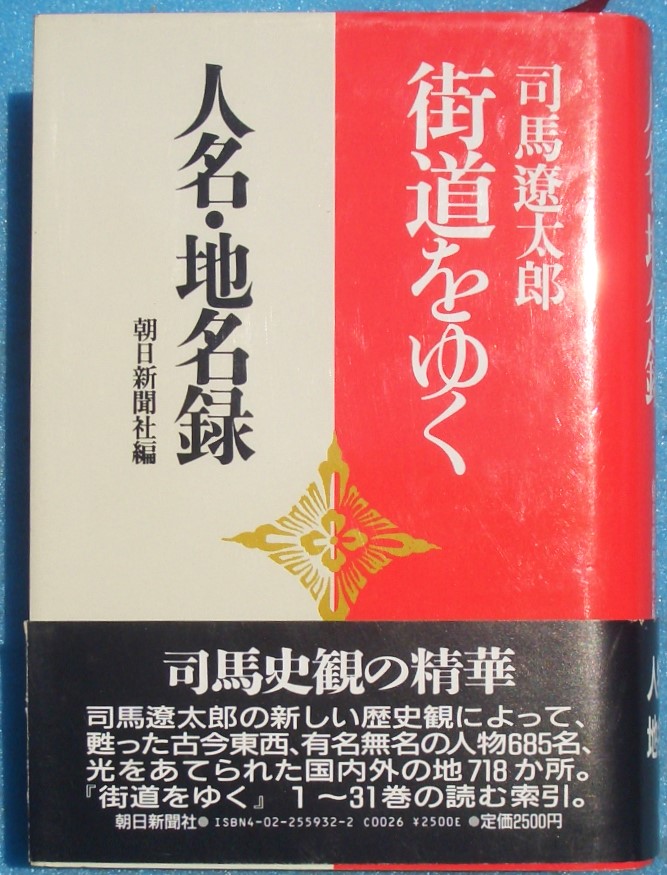 司馬遼太郎
街道をゆく
人名・地名録
朝日新聞社編
司馬史観の精華
司馬遼太郎の新しい歴史観によって、
甦った古今東西、有名無名の人物685名、
光をあてられた国内外の地718か所。
『街道をゆく』1〜31巻の読む索引。
朝日新聞社●ISBN4-02-255932-2 C0026 ¥2500E ●定価2500円